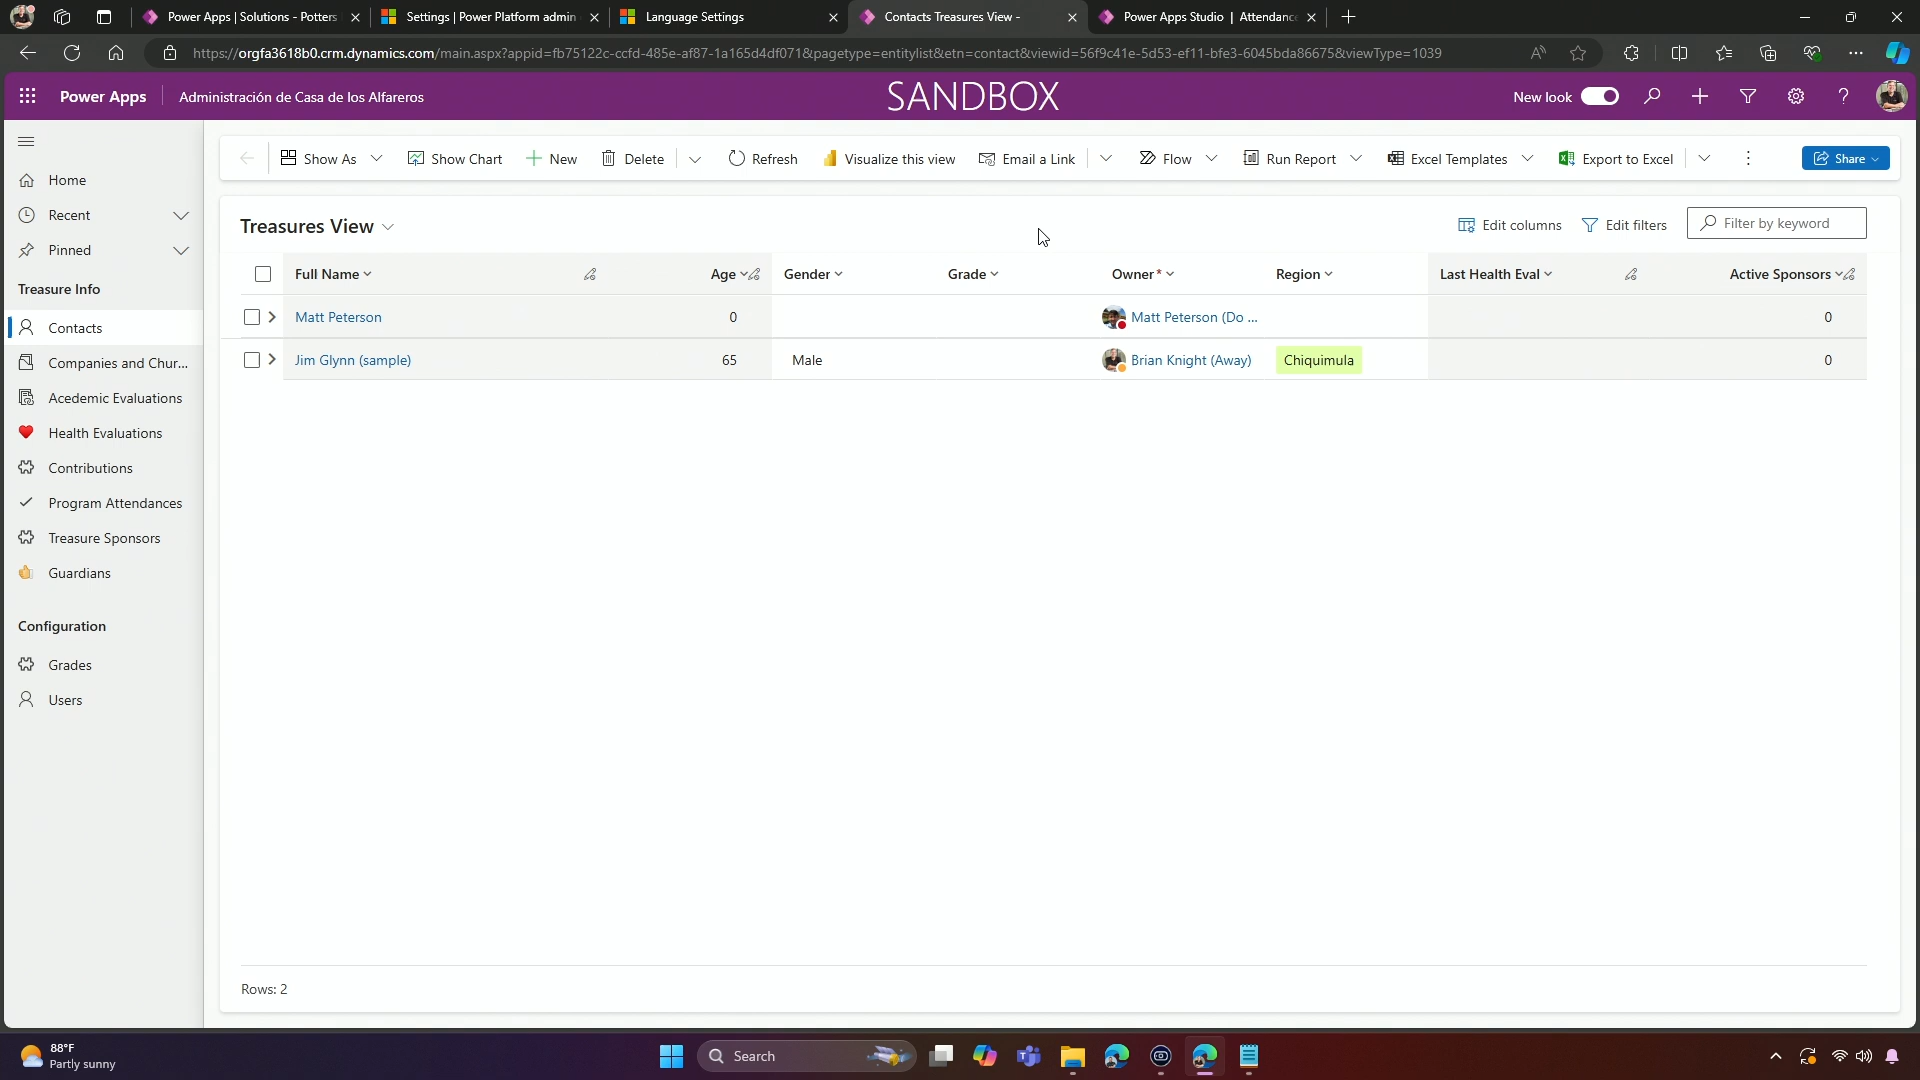 Power Apps | Solutions - Potters
Settings | Power Platform admin
Language Settings
Contacts Treasures View -
Power Apps Studio | Attendance
https://orgfa3618b0.crm.dynamics.com/main.aspx?appid=fb75122c-ccfd-485e-af87-1a165d4df071&pagetype=entitylist&etn=contact&viewid=56f9c41e-5d53-ef11-bfe3-6045bda86675&viewType=1039
Power Apps
Administración de Casa de los Alfareros
SANDBOX
New look
Show As
Show Chart
New
Delete
Refresh
Visualize this view
Email a Link
Flow
Run Report
Excel Templates
Export to Excel
Share
Home
Recent
Pinned
Treasure Info
Contacts
Companies and Chur...
Acedemic Evaluations
Health Evaluations
Contributions
Program Attendances
Treasure Sponsors
Guardians
Configuration
Grades
Users
Treasures View
Edit columns
Edit filters
Filter by keyword
Full Name Age Gender Grade Owner* Region Last Health Eval Active Sponsors
Matt Peterson 0 Matt Peterson (Do ... 0
Jim Glynn (sample) 65 Male Brian Knight (Away) Chiquimula 0
Rows: 2
88°F
Partly sunny
Search